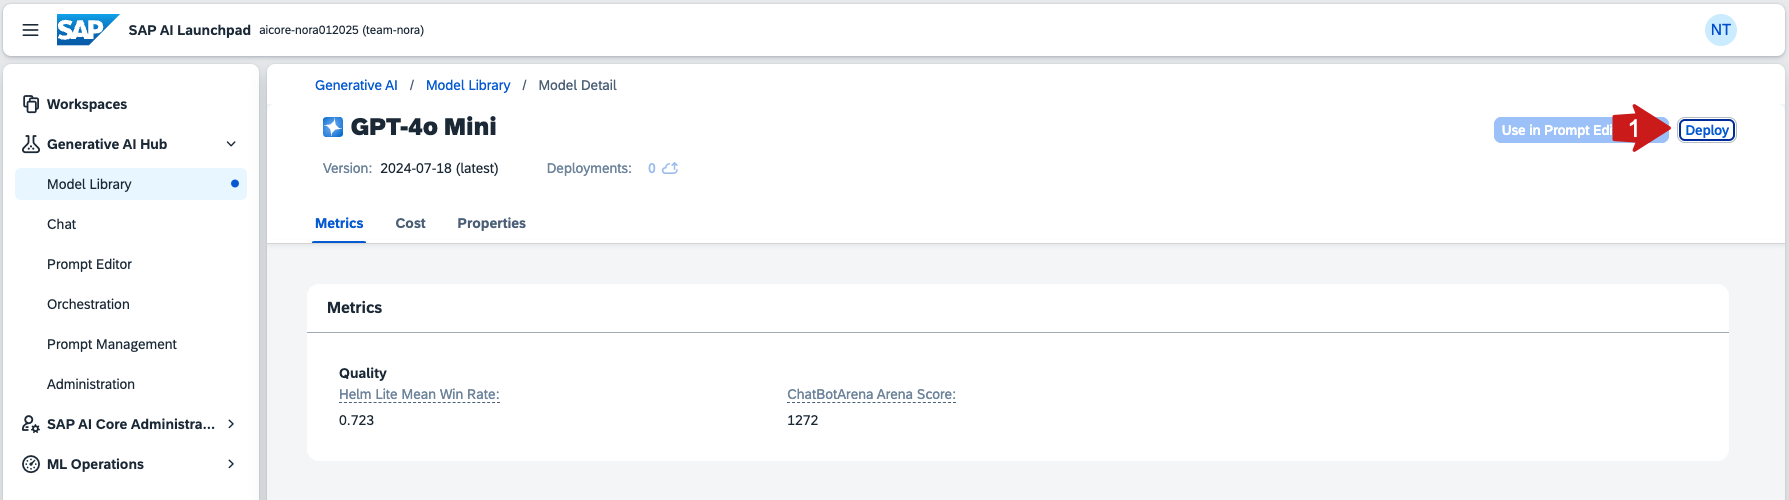 SAP SAP AI Launchpad aicore-nora012025 (team-nora) NT
Workspaces
Generative AI Hub
Model Library
Chat
Prompt Editor
Orchestration
Prompt Management
Administration
SAP AI Core Administra...
ML Operations
Generative AI / Model Library / Model Detail
GPT-4o Mini
Use in Prompt Edi 1 Deploy
Version: 2024-07-18 (latest) Deployments: 0
Metrics Cost Properties
Metrics
Quality
Helm Lite Mean Win Rate: ChatBotArena Arena Score:
0.723 1272